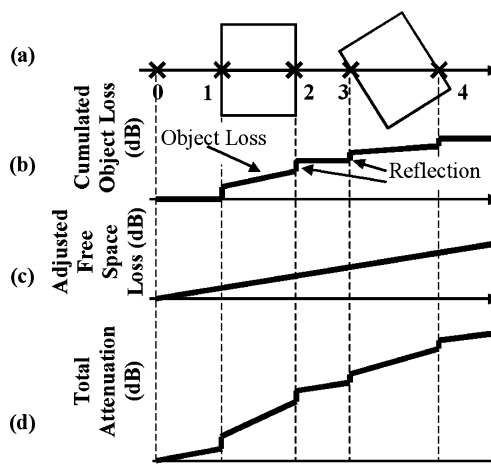 (a)
0 1 2 3 4
Cumulated
Object Loss
(dB)
Object Loss
(b)
Reflection
Adjusted
Free
Space
Loss (dB)
(c)
Total
Attenuation
(dB)
(d)